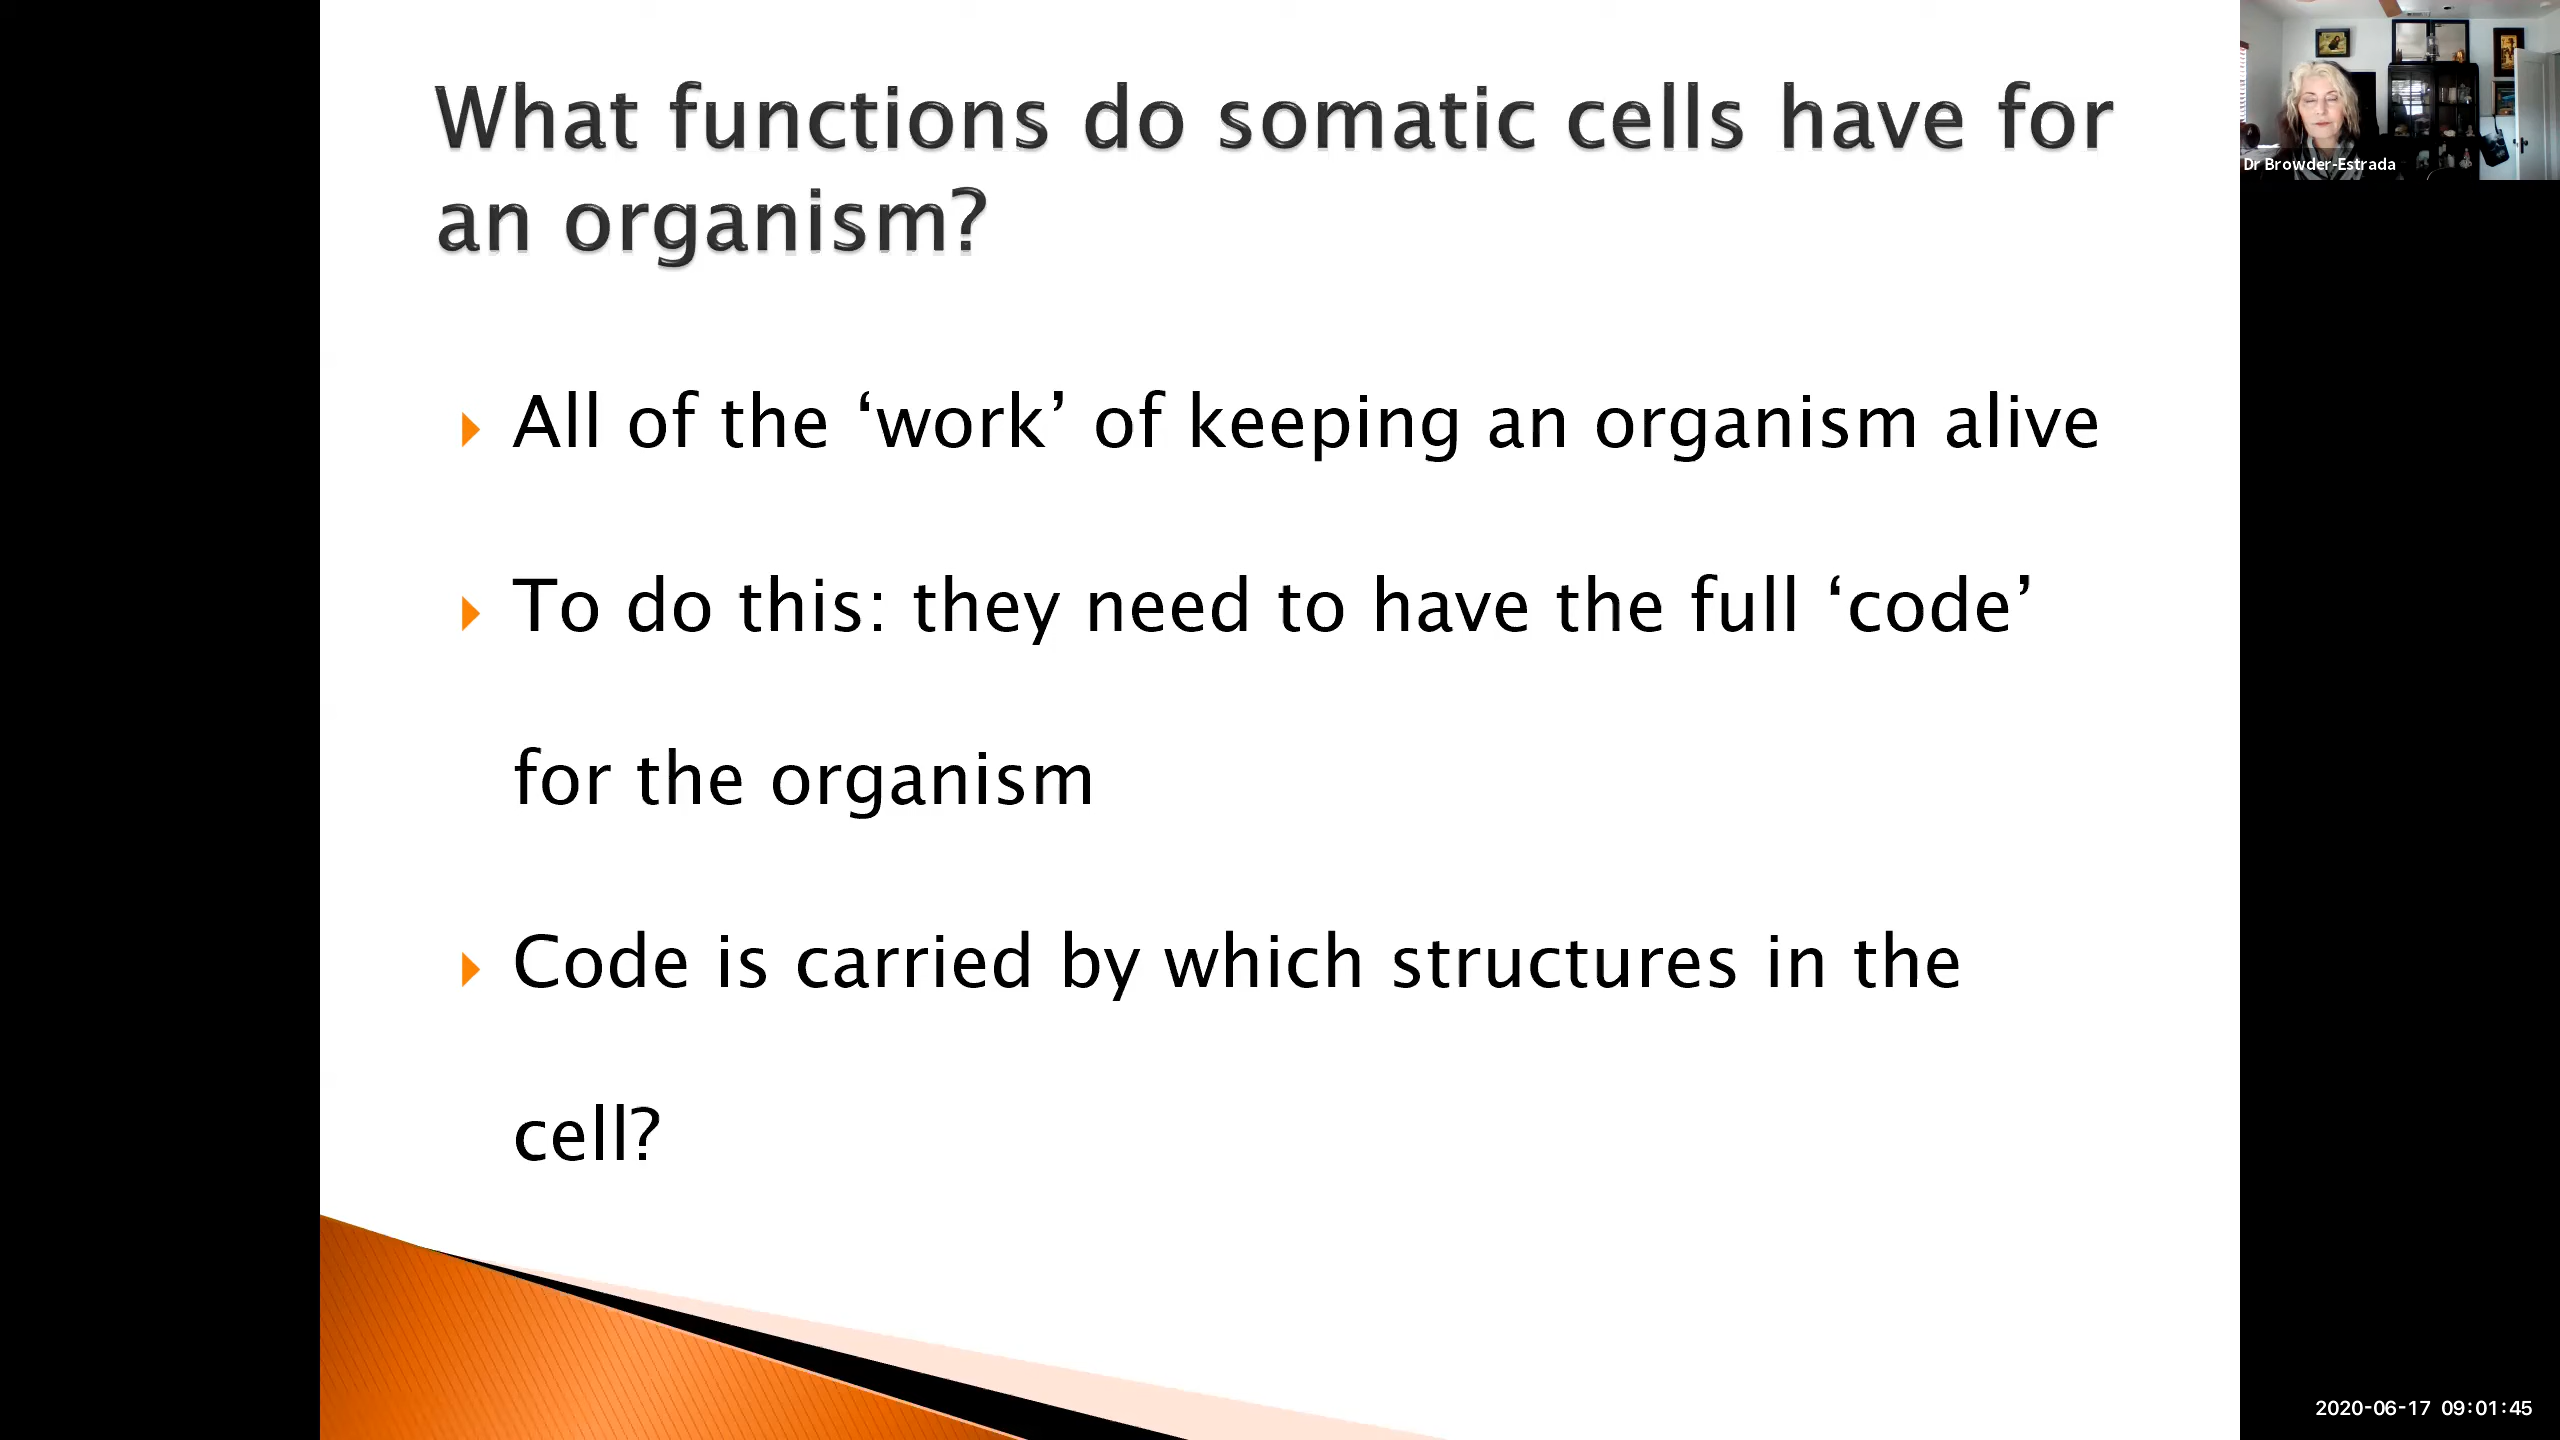 What functions do somatic cells have for
an organism?
All of the ‘work’ of keeping an organism alive
To do this: they need to have the full ‘code’
for the organism
Code is carried by which structures in the
cell?
Dr Browder-Estrada
2020-06-17 09:01:45